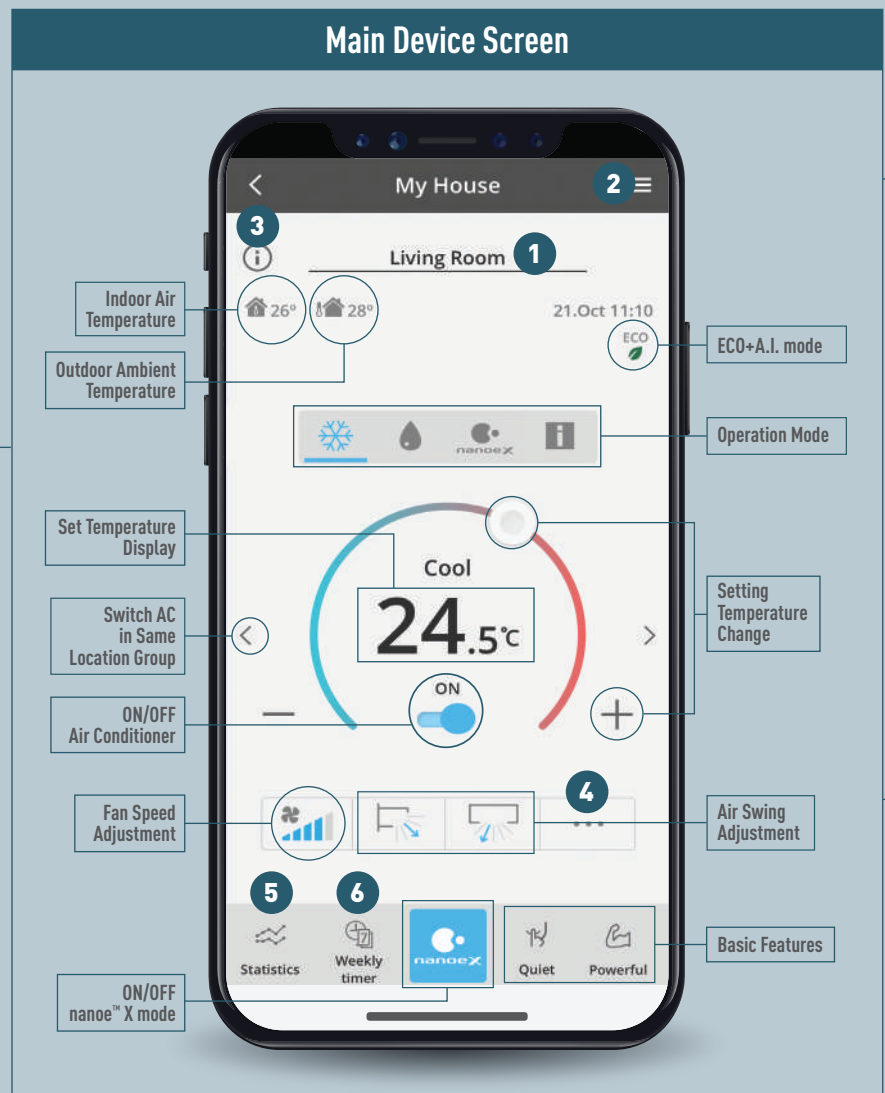 Main Device Screen
My House
2
3
Living Room
1
Indoor Air
Temperature
26°
28°
21.Oct 11:10
ECO
ECO+A.I. mode
Outdoor Ambient
Temperature
nanoeX
Operation Mode
Set Temperature
Display
Cool
24.5°C
Setting
Temperature
Change
Switch AC
in Same
Location Group
ON
ON/OFF
Air Conditioner
4
Fan Speed
Adjustment
Air Swing
Adjustment
5
6
7
Statistics
Weekly
timer
nanoeX
Quiet
Powerful
Basic Features
ON/OFF
nanoe™ X mode